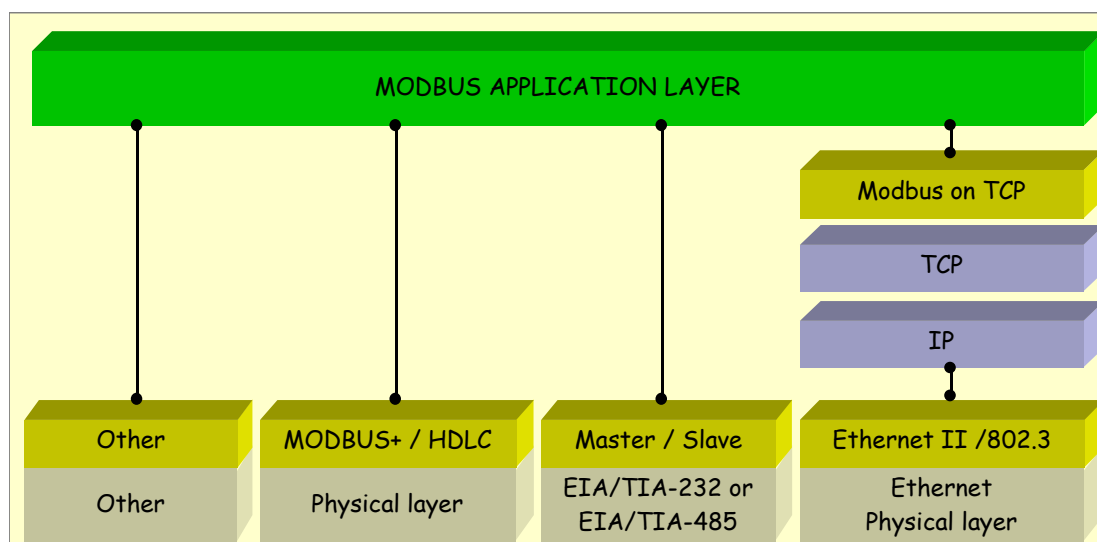 MODBUS APPLICATION LAYER
Modbus on TCP
TCP
IP
Other
MODBUS+ / HDLC
Master / Slave
Ethernet II /802.3
Other
Physical layer
EIA/TIA-232 or
EIA/TIA-485
Ethernet
Physical layer